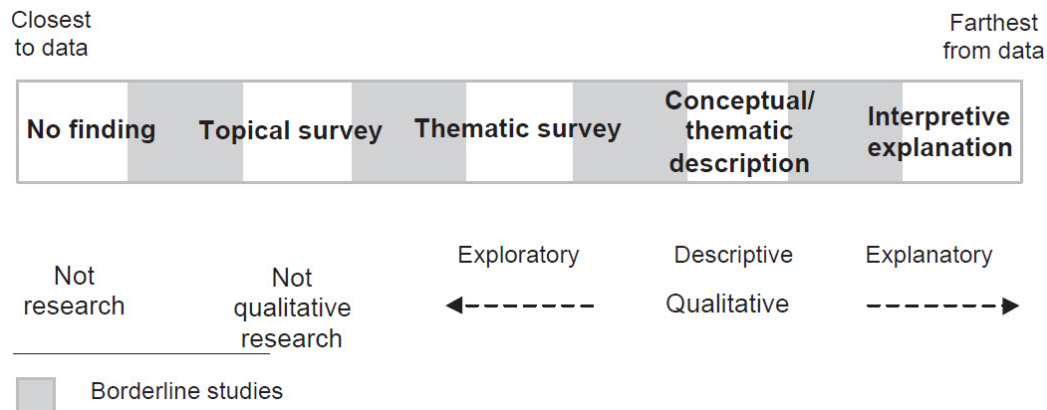 Closest
to data
Farthest
from data
No finding
Topical survey
Thematic survey
Conceptual/
thematic
description
Interpretive
explanation
Not
research
Not
qualitative
research
Exploratory
Descriptive
Explanatory
Qualitative
Borderline studies